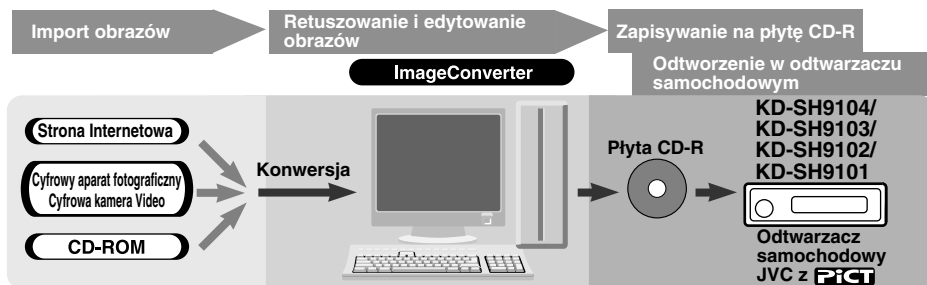 Import obrazów
Retuszowanie i edytowanie
obrazów
Zapisywanie na płytę CD-R
Odtworzenie w odtwarzaczu
samochodowym
ImageConverter
Strona Internetowa
Cyfrowy aparat fotograficzny
Cyfrowa kamera Video
CD-ROM
Konwersja
Płyta CD-R
KD-SH9104/
KD-SH9103/
KD-SH9102/
KD-SH9101
Odtwarzacz
samochodowy
JVC z PiCT